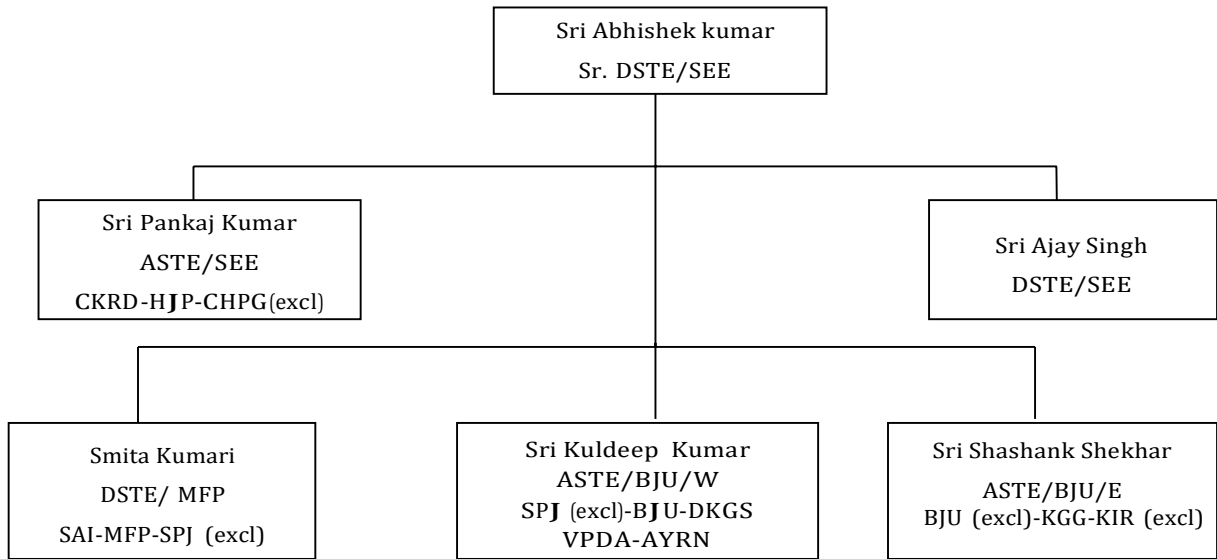 Sri Abhishek kumar
Sr. DSTE/SEE
Sri Pankaj Kumar
ASTE/SEE
CKRD-HJP-CHPG(excl)
Sri Ajay Singh
DSTE/SEE
Smita Kumari
DSTE/ MFP
SAI-MFP-SPJ (excl)
Sri Kuldeep Kumar
ASTE/BJU/W
SPJ (excl)-BJU-DKGS
VPDA-AYRN
Sri Shashank Shekhar
ASTE/BJU/E
BJU (excl)-KGG-KIR (excl)